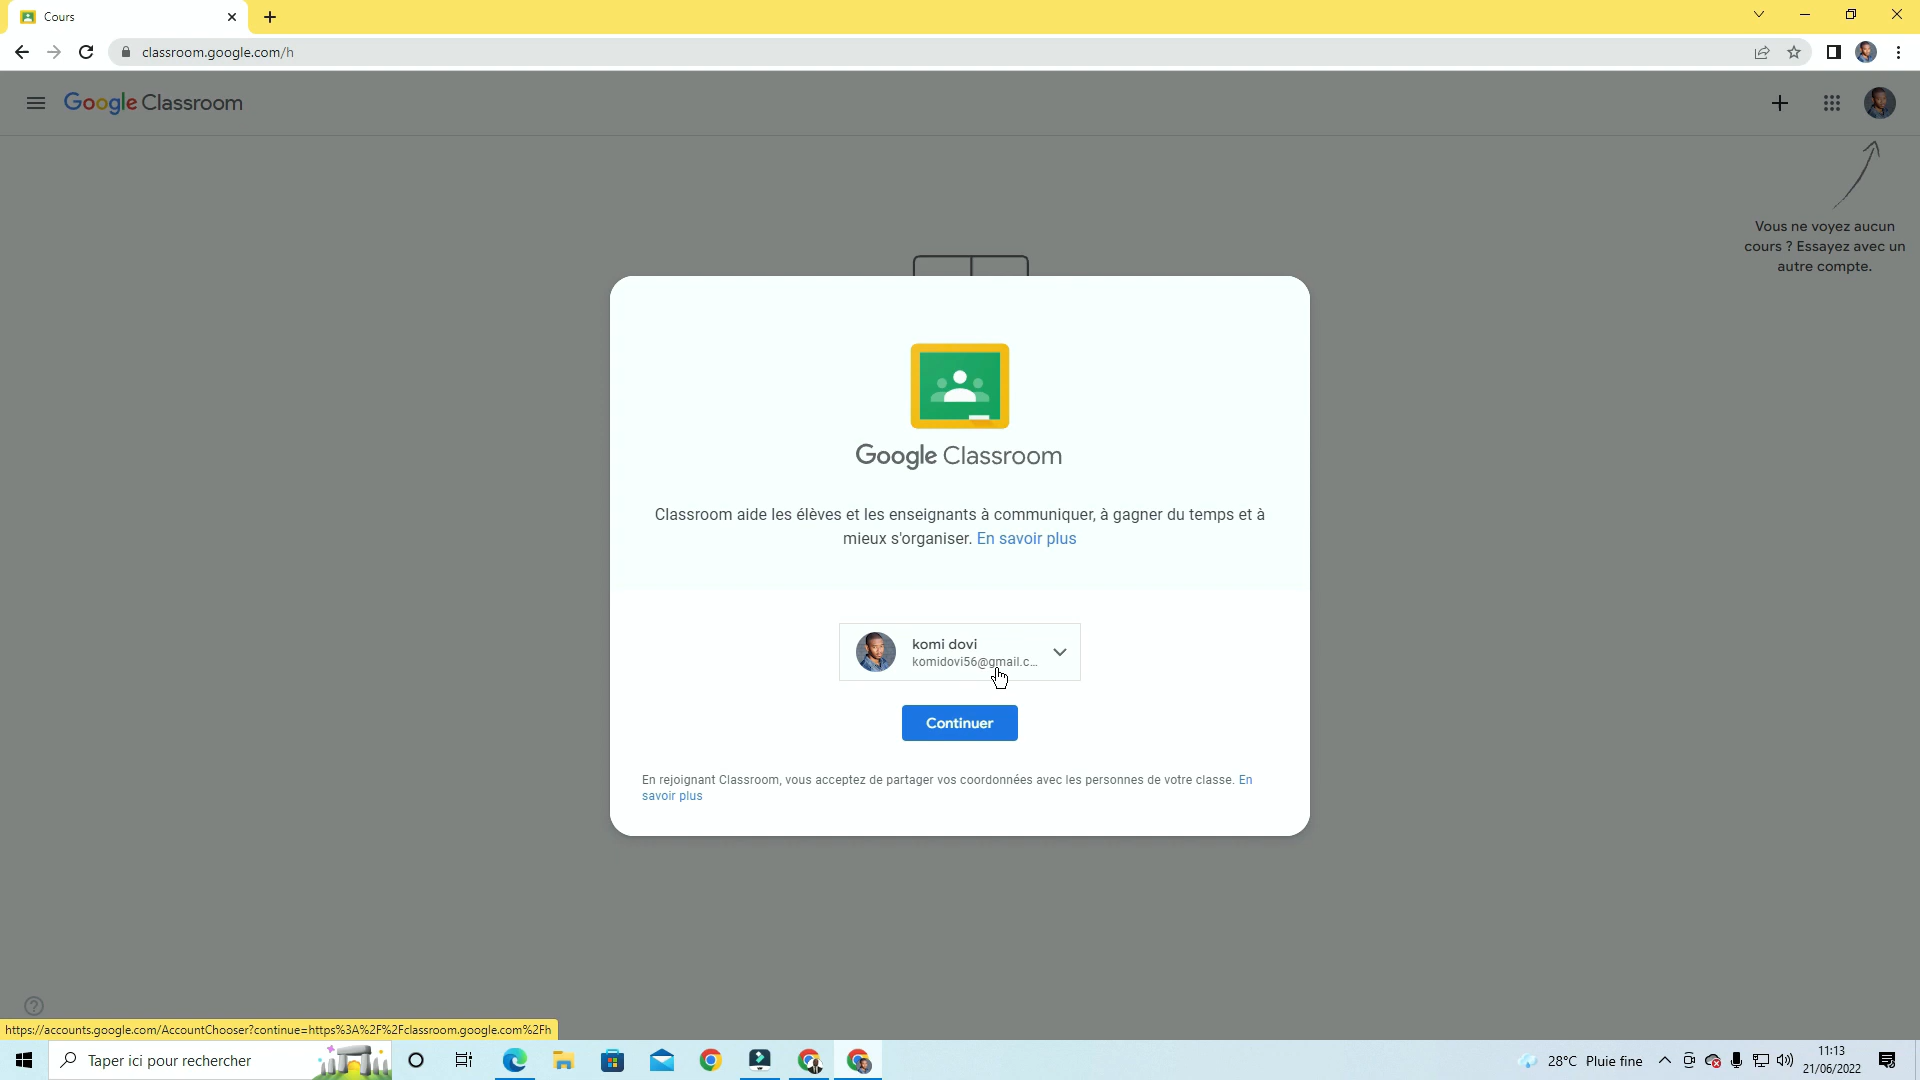 Cours
classroom.google.com/h
Google Classroom
Vous ne voyez aucun
cours ? Essayez avec un
autre compte.
Google Classroom
Classroom aide les élèves et les enseignants à communiquer, à gagner du temps et à
mieux s'organiser. En savoir plus
komi dovi
komidovi56@gmail.c...
Continuer
En rejoignant Classroom, vous acceptez de partager vos coordonnées avec les personnes de votre classe. En
savoir plus
https://accounts.google.com/AccountChooser?continue=https%3A%2F%2Fclassroom.google.com%2Fh
Taper ici pour rechercher
28°C Pluie fine
11:13
21/06/2022